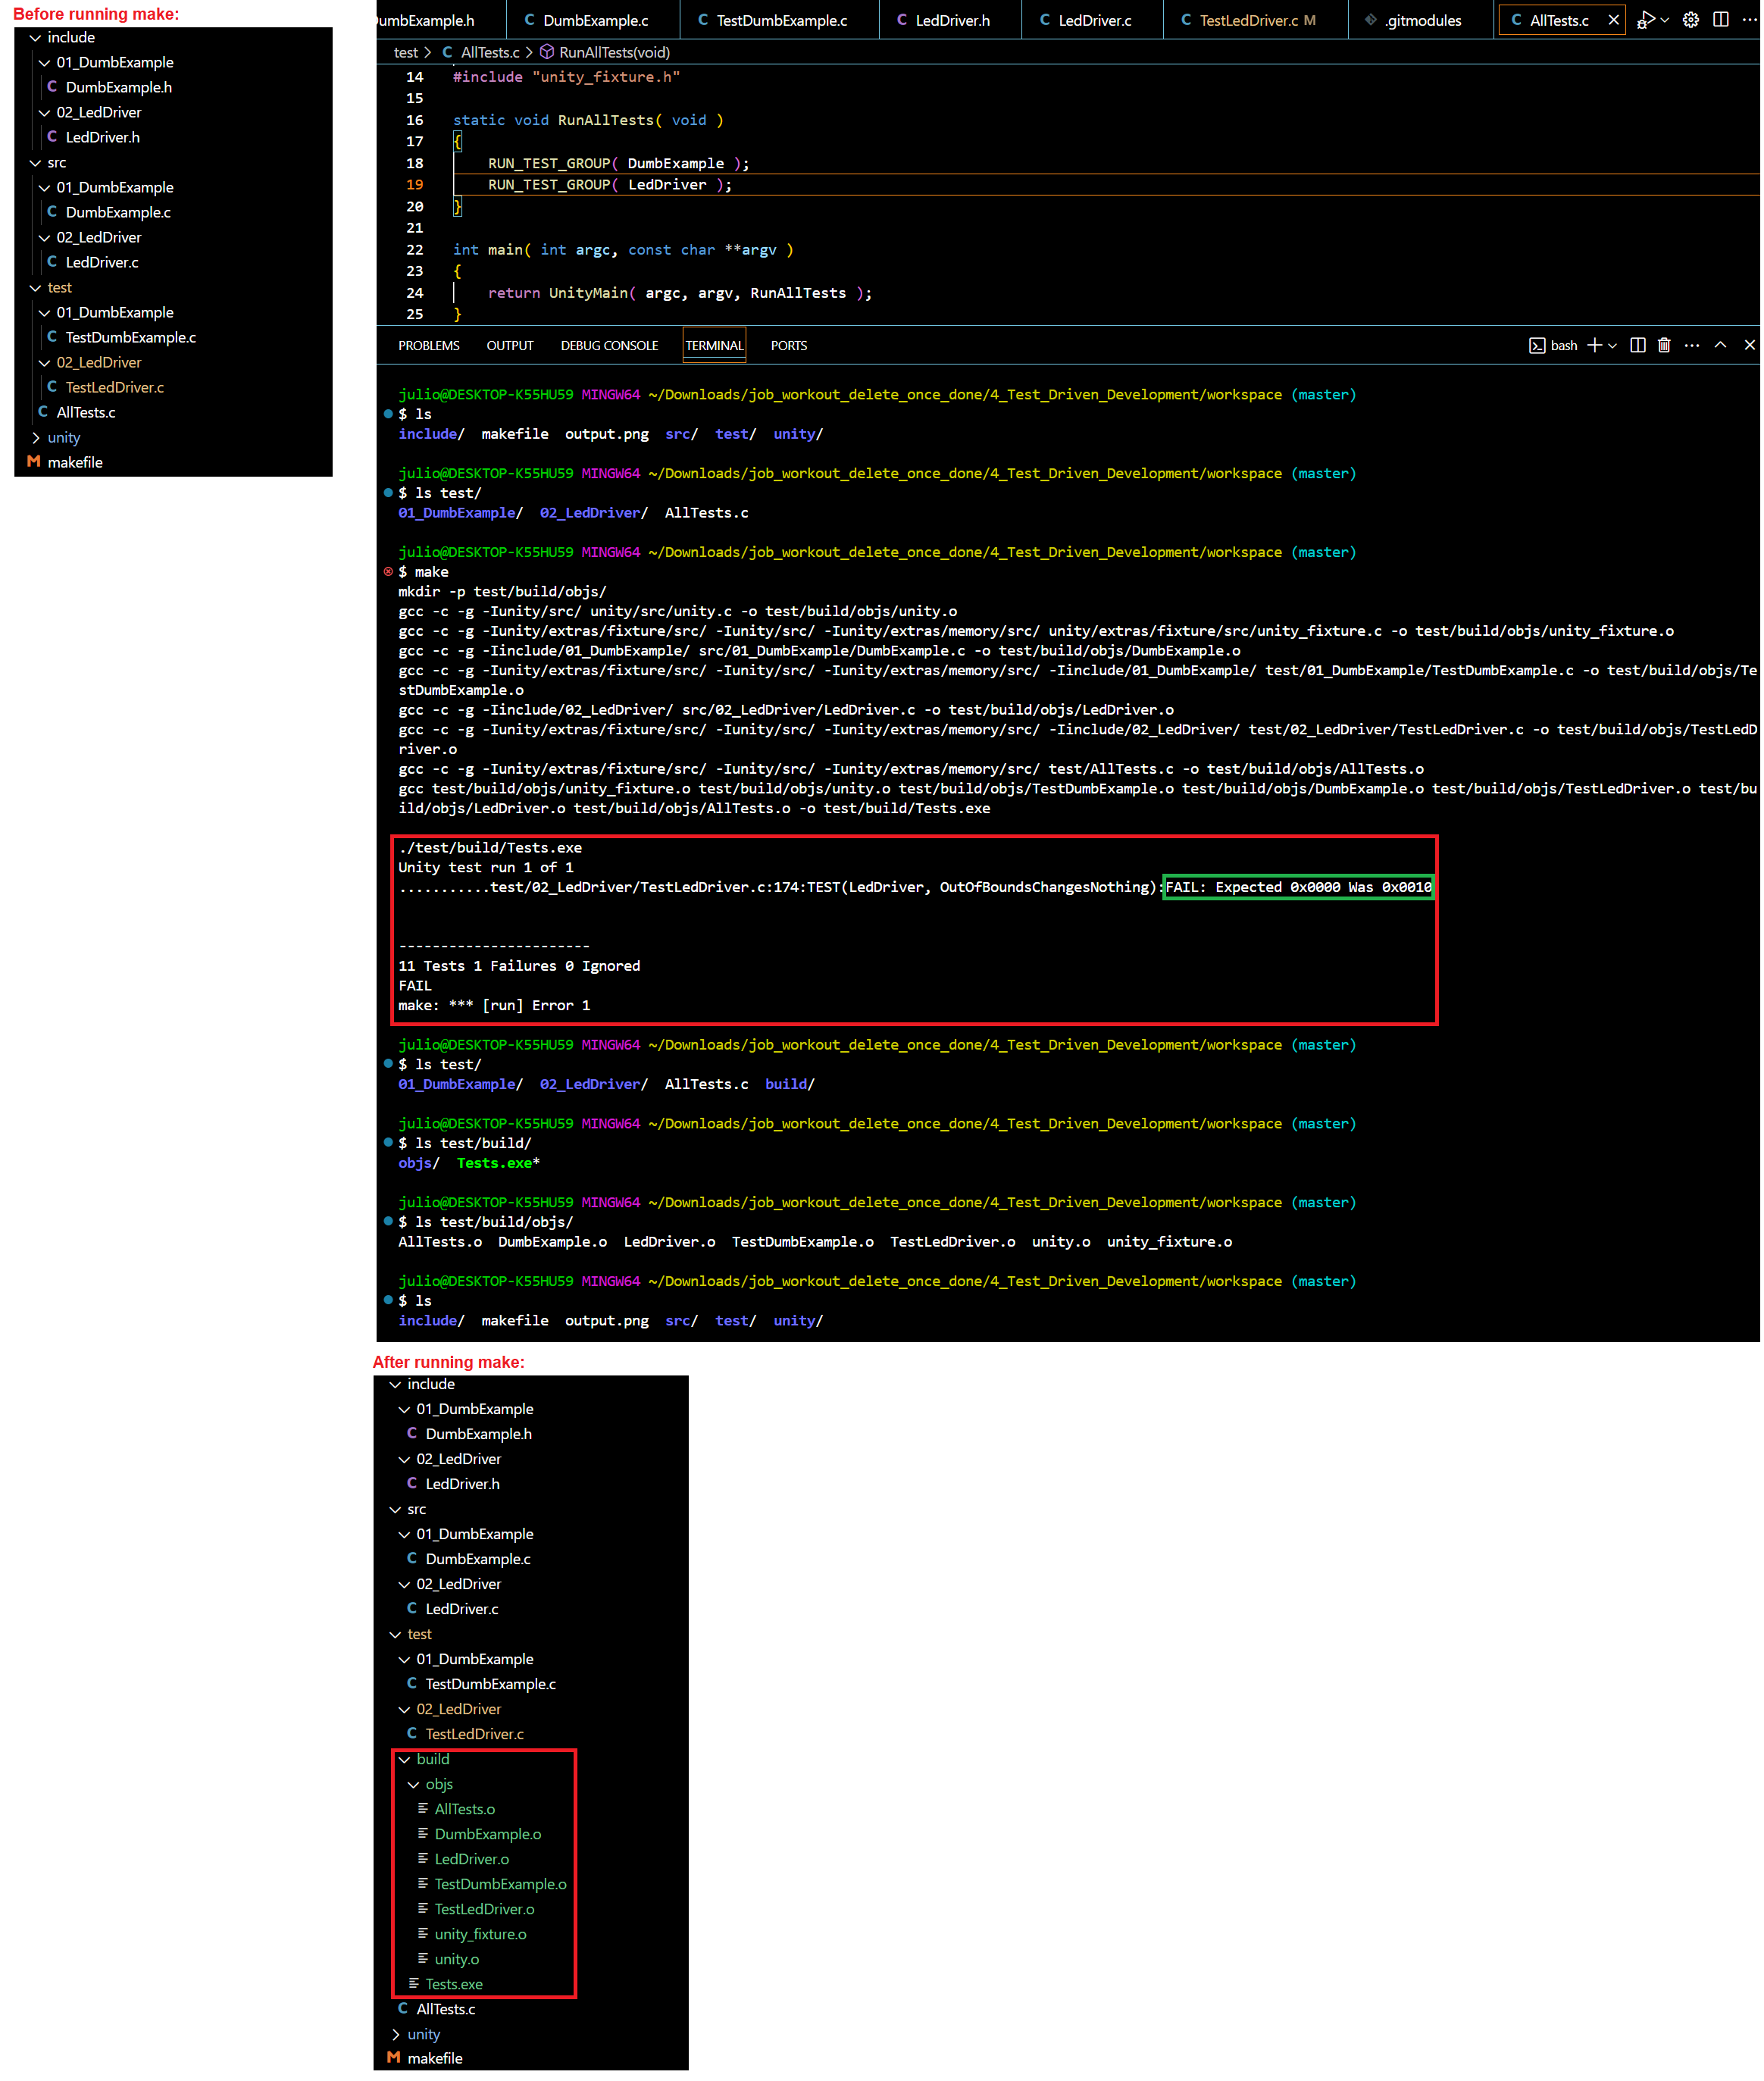 Before running make:
include
01_DumbExample
C DumbExample.h
02_LedDriver
C LedDriver.h
src
01_DumbExample
C DumbExample.c
02_LedDriver
C LedDriver.c
test
01_DumbExample
C TestDumbExample.c
02_LedDriver
C TestLedDriver.c
C AllTests.c
unity
M makefile
DumbExample.h C DumbExample.c C TestDumbExample.c C LedDriver.h C LedDriver.c C TestLedDriver.c M .gitmodules C AllTests.c
test > C AllTests.c > RunAllTests(void)
14 #include "unity_fixture.h"
15
16 static void RunAllTests( void )
17 {
18 RUN_TEST_GROUP( DumbExample );
19 RUN_TEST_GROUP( LedDriver );
20 }
21
22 int main( int argc, const char **argv )
23 {
24 return UnityMain( argc, argv, RunAllTests );
25 }
PROBLEMS OUTPUT DEBUG CONSOLE TERMINAL PORTS bash
julio@DESKTOP-K55HU59 MINGW64 ~/Downloads/job_workout_delete_once_done/4_Test_Driven_Development/workspace (master)
$ ls
include/ makefile output.png src/ test/ unity/
julio@DESKTOP-K55HU59 MINGW64 ~/Downloads/job_workout_delete_once_done/4_Test_Driven_Development/workspace (master)
$ ls test/
01_DumbExample/ 02_LedDriver/ AllTests.c
julio@DESKTOP-K55HU59 MINGW64 ~/Downloads/job_workout_delete_once_done/4_Test_Driven_Development/workspace (master)
$ make
mkdir -p test/build/objs/
gcc -c -g -Iunity/src/ unity/src/unity.c -o test/build/objs/unity.o
gcc -c -g -Iunity/extras/fixture/src/ -Iunity/src/ -Iunity/extras/memory/src/ unity/extras/fixture/src/unity_fixture.c -o test/build/objs/unity_fixture.o
gcc -c -g -Iinclude/01_DumbExample/ src/01_DumbExample/DumbExample.c -o test/build/objs/DumbExample.o
gcc -c -g -Iunity/extras/fixture/src/ -Iunity/src/ -Iunity/extras/memory/src/ -Iinclude/01_DumbExample/ test/01_DumbExample/TestDumbExample.c -o test/build/objs/Te
stDumbExample.o
gcc -c -g -Iinclude/02_LedDriver/ src/02_LedDriver/LedDriver.c -o test/build/objs/LedDriver.o
gcc -c -g -Iunity/extras/fixture/src/ -Iunity/src/ -Iunity/extras/memory/src/ -Iinclude/02_LedDriver/ test/02_LedDriver/TestLedDriver.c -o test/build/objs/TestLedD
river.o
gcc -c -g -Iunity/extras/fixture/src/ -Iunity/src/ -Iunity/extras/memory/src/ test/AllTests.c -o test/build/objs/AllTests.o
gcc test/build/objs/unity_fixture.o test/build/objs/unity.o test/build/objs/TestDumbExample.o test/build/objs/DumbExample.o test/build/objs/TestLedDriver.o test/bu
ild/objs/LedDriver.o test/build/objs/AllTests.o -o test/build/Tests.exe
./test/build/Tests.exe
Unity test run 1 of 1
...........test/02_LedDriver/TestLedDriver.c:174:TEST(LedDriver, OutOfBoundsChangesNothing):FAIL: Expected 0x0000 Was 0x0010
-----------------------
11 Tests 1 Failures 0 Ignored
FAIL
make: *** [run] Error 1
julio@DESKTOP-K55HU59 MINGW64 ~/Downloads/job_workout_delete_once_done/4_Test_Driven_Development/workspace (master)
$ ls test/
01_DumbExample/ 02_LedDriver/ AllTests.c build/
julio@DESKTOP-K55HU59 MINGW64 ~/Downloads/job_workout_delete_once_done/4_Test_Driven_Development/workspace (master)
$ ls test/build/
objs/ Tests.exe*
julio@DESKTOP-K55HU59 MINGW64 ~/Downloads/job_workout_delete_once_done/4_Test_Driven_Development/workspace (master)
$ ls test/build/objs/
AllTests.o DumbExample.o LedDriver.o TestDumbExample.o TestLedDriver.o unity.o unity_fixture.o
julio@DESKTOP-K55HU59 MINGW64 ~/Downloads/job_workout_delete_once_done/4_Test_Driven_Development/workspace (master)
$ ls
include/ makefile output.png src/ test/ unity/
After running make:
include
01_DumbExample
C DumbExample.h
02_LedDriver
C LedDriver.h
src
01_DumbExample
C DumbExample.c
02_LedDriver
C LedDriver.c
test
01_DumbExample
C TestDumbExample.c
02_LedDriver
C TestLedDriver.c
build
objs
AllTests.o
DumbExample.o
LedDriver.o
TestDumbExample.o
TestLedDriver.o
unity_fixture.o
unity.o
Tests.exe
C AllTests.c
unity
M makefile